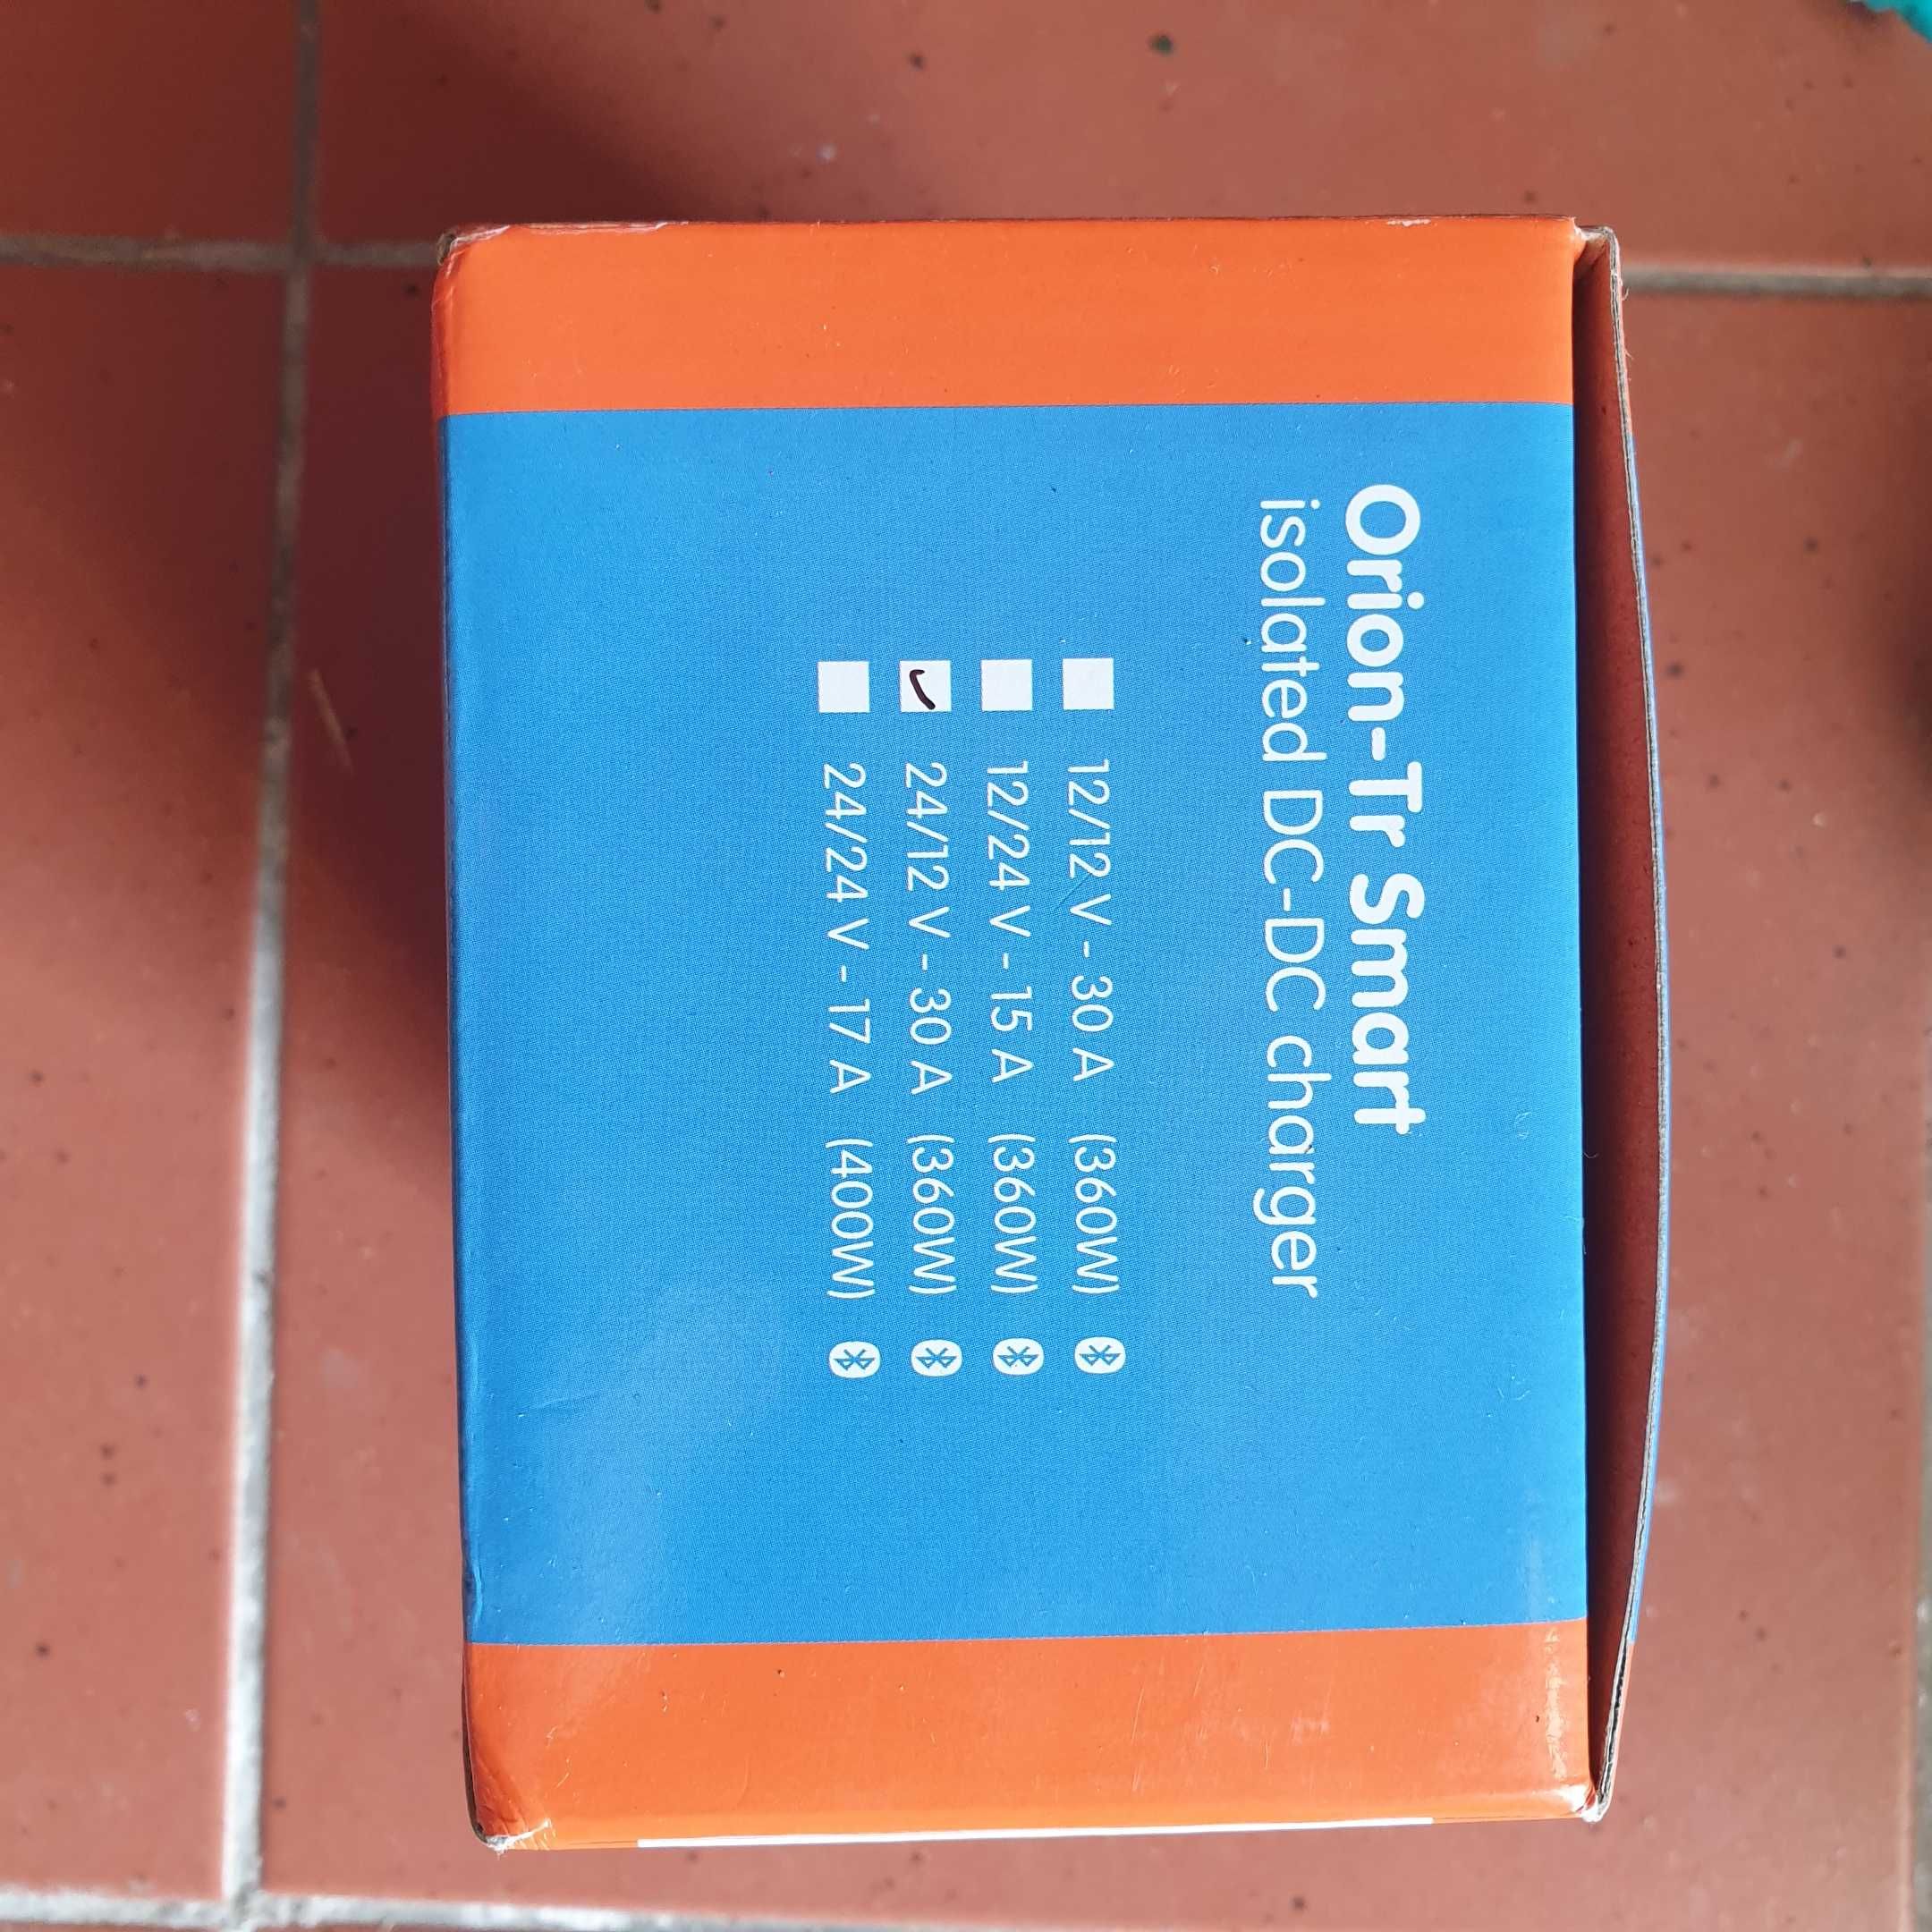 Orion-Tr Smart
isolated DC-DC charger
12/12 V - 30 A (360W)
12/24 V - 15 A (360W)
24/12 V - 30 A (360W)
24/24 V - 17 A (400W)